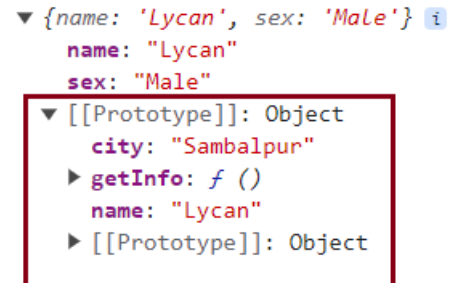 ▼ {name: 'Lycan', sex: 'Male'} i
name: "Lycan"
sex: "Male"
▼ [[Prototype]]: Object
city: "Sambalpur"
▶ getInfo: ƒ ()
name: "Lycan"
▶ [[Prototype]]: Object